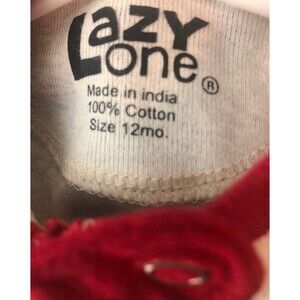 LazY
One®
Made in india
100% Cotton
Size 12mo.